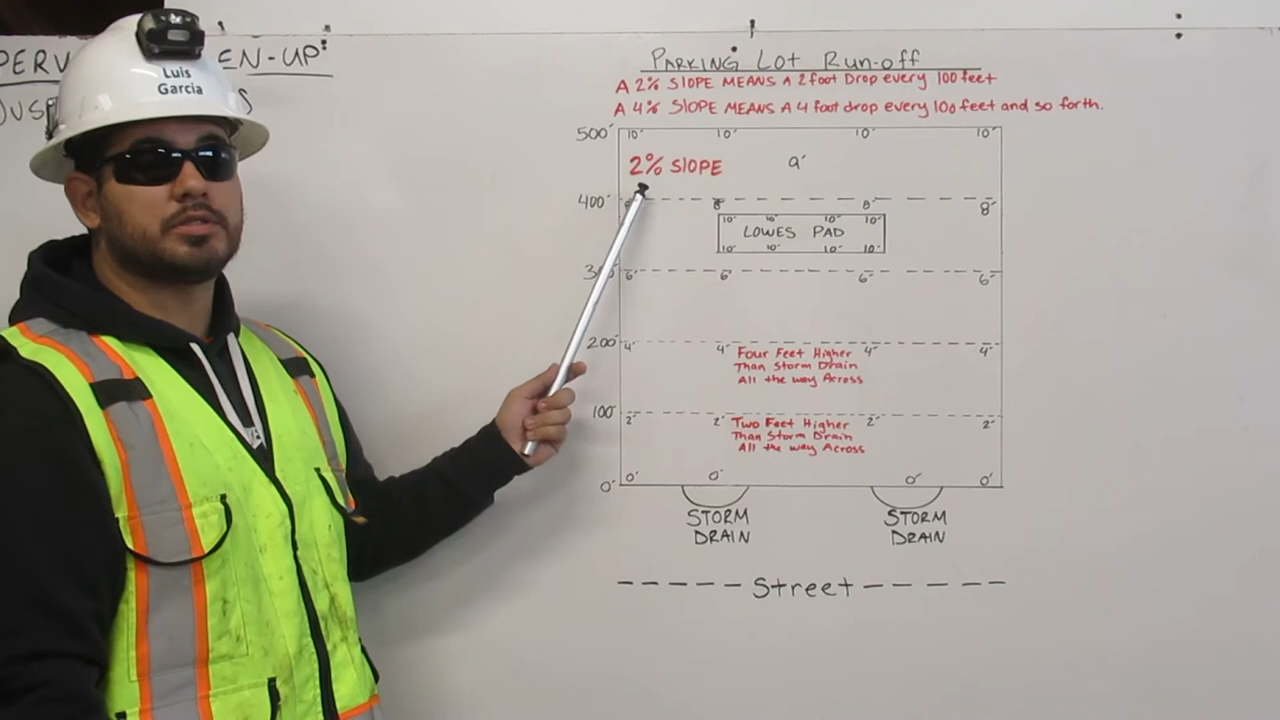 Luis
Garcia
EN-UP:
PARKING LOT RUN-OFF
A 2% SLOPE MEANS A 2 foot DROP every 100 feet
A 4% SLOPE MEANS A 4 foot drop every 100 feet and so forth.
500' 10' 10' 10' 10'
2% SLOPE 9'
400' 8' 8' 8'
10' 10' 10' 10'
LOWES PAD
10' 10' 10' 10'
6' 6' 6' 6'
200' 4' 4' Four Feet Higher 4' 4'
Than Storm Drain
All the way Across
100' 2' 2' Two Feet Higher 2' 2'
Than Storm Drain
All the way Across
0' 0' 0' 0' 0'
STORM DRAIN STORM DRAIN
Street